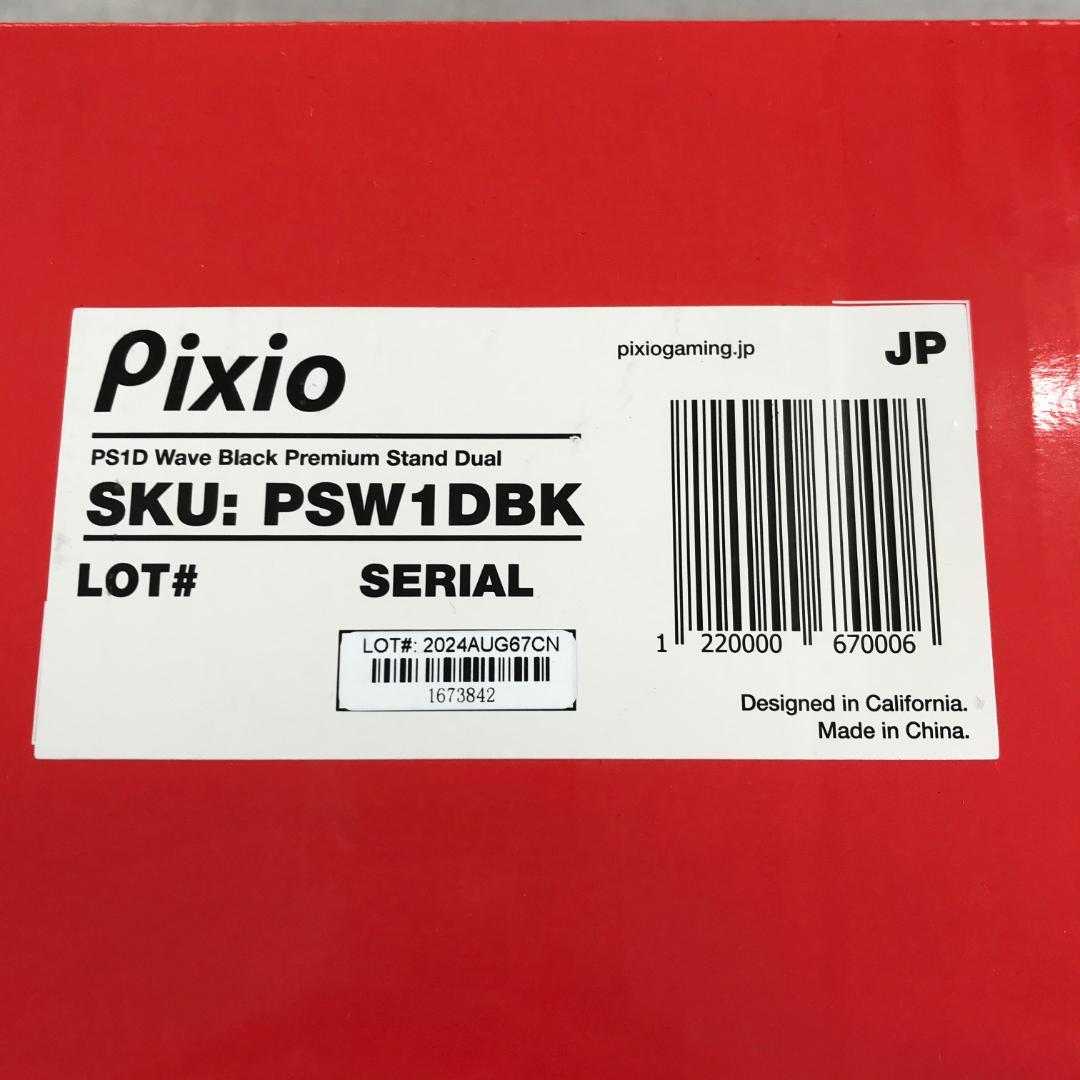 Pixio
pixiogaming.jp
JP
PS1D Wave Black Premium Stand Dual
SKU: PSW1DBK
LOT#
SERIAL
LOT#: 2024AUG67CN
1673842
1 220000 670006
Designed in California.
Made in China.